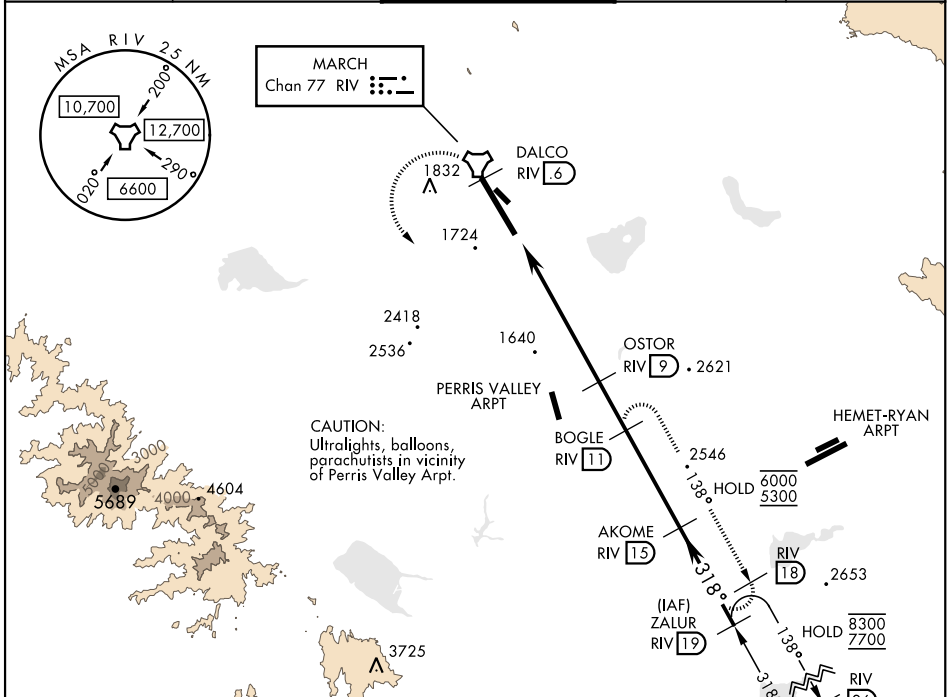 MSA RIV 25 NM
200°
10,700
12,700
290°
020°
6600
MARCH
Chan 77 RIV
1832
DALCO
RIV .6
1724
2418
2536
1640
OSTOR
RIV 9
2621
PERRIS VALLEY
ARPT
CAUTION:
Ultralights, balloons,
parachutists in vicinity
of Perris Valley Arpt.
HEMET-RYAN
ARPT
BOGLE
RIV 11
2546
138°
HOLD 6000
5300
3000
5000
5689
4000
4604
AKOME
RIV 15
318°
RIV
18
2653
(IAF)
ZALUR
RIV 19
138°
HOLD 8300
7700
318°
3725
RIV